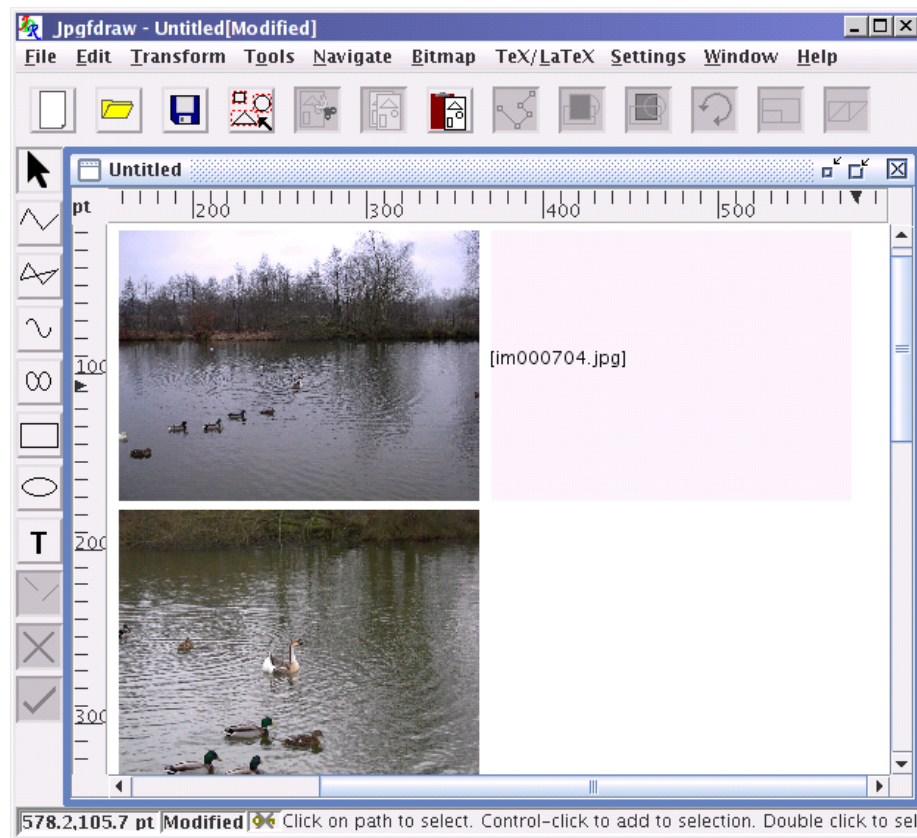 Jpgfdraw - Untitled[Modified]
File Edit Transform Tools Navigate Bitmap TeX/LaTeX Settings Window Help
Untitled
pt 200 300 400 500
[im000704.jpg]
100
T
200
300
578.2,105.7 pt Modified Click on path to select. Control-click to add to selection. Double click to sel